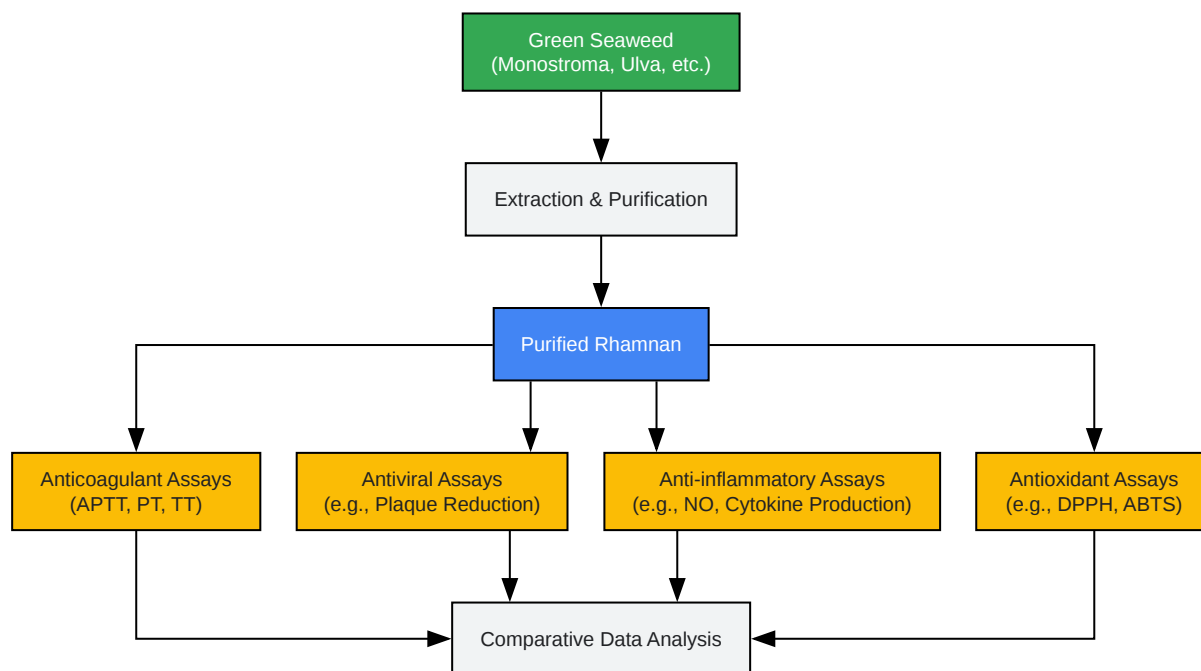 Green Seaweed
(Monostroma, Ulva, etc.)
Extraction & Purification
Purified Rhamnan
Anticoagulant Assays
(APTT, PT, TT)
Antiviral Assays
(e.g., Plaque Reduction)
Anti-inflammatory Assays
(e.g., NO, Cytokine Production)
Antioxidant Assays
(e.g., DPPH, ABTS)
Comparative Data Analysis